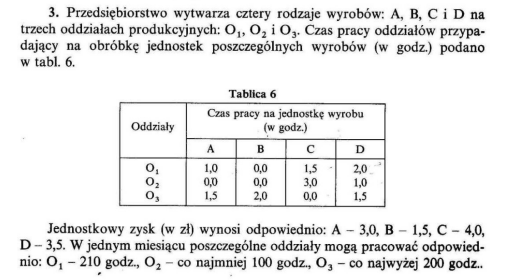 3. Przedsiębiorstwo wytwarza cztery rodzaje wyrobów: A, B, C i D na
trzech oddziałach produkcyjnych: O₁, O₂ i O₃. Czas pracy oddziałów przypa-
dający na obróbkę jednostek poszczególnych wyrobów (w godz.) podano
w tabl. 6.
Tablica 6
Oddziały
Czas pracy na jednostkę wyrobu
(w godz.)
A B C D
O₁ 1,0 0,0 1,5 2,0
O₂ 0,0 0,0 3,0 1,0
O₃ 1,5 2,0 0,0 1,5
Jednostkowy zysk (w zł) wynosi odpowiednio: A – 3,0, B – 1,5, C – 4,0,
D – 3,5. W jednym miesiącu poszczególne oddziały mogą pracować odpowied-
nio: O₁ – 210 godz., O₂ – co najmniej 100 godz., O₃ – co najwyżej 200 godz..